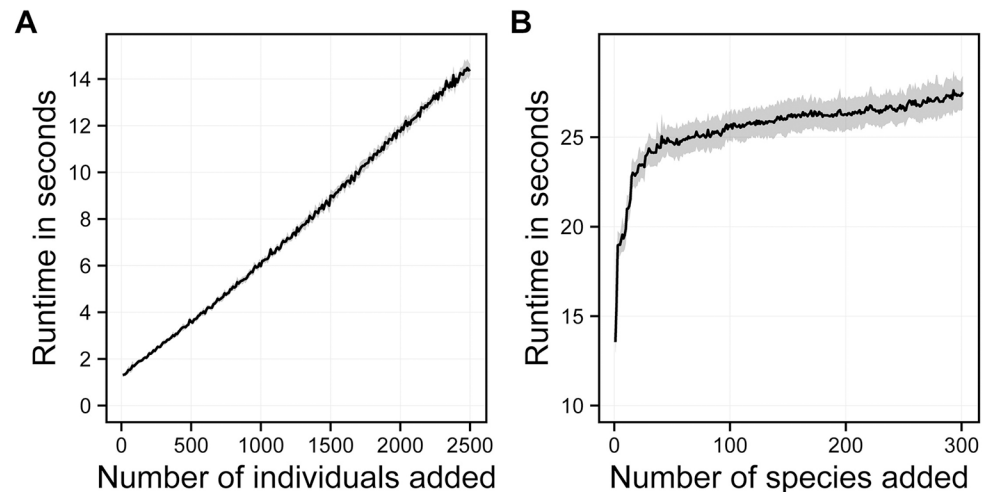 A
Runtime in seconds
14
12
10
8
6
4
2
0
0 500 1000 1500 2000 2500
Number of individuals added
B
Runtime in seconds
25
20
15
10
0 100 200 300
Number of species added